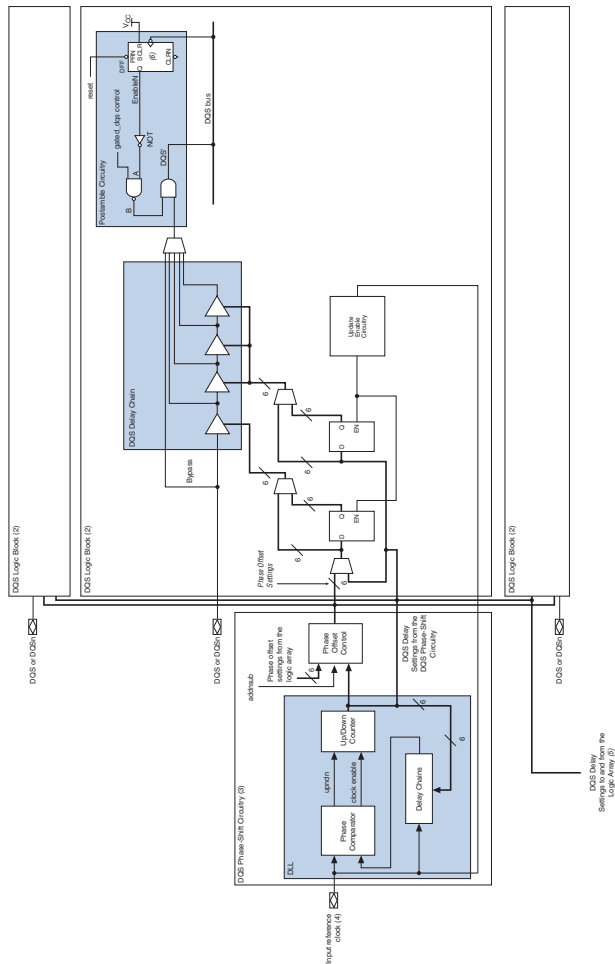 DQS Logic Block (2)
DQS or DQSn
DQS Logic Block (2)
DQS Delay Chain
Bypass
DQS or DQSn
Postamble Circuitry
gated_dqs control
reset
DFF
PRN
S
SCLR
Q
(6)
CLRN
VCC
EnableN
NOT
A
B
DQS'
DQS bus
6
6
6
6
6
6
D
Q
EN
D
Q
EN
Update
Enable
Circuitry
Phase Offset
Settings
6
DQS Logic Block (2)
DQS or DQSn
DQS Phase-Shift Circuitry (3)
DLL
Input reference
clock (4)
Phase
Comparator
upndn
clock enable
Up/Down
Counter
Delay Chains
6
6
addnsub
Phase offset
settings from the
logic array
6
Phase
Offset
Control
DQS Delay
Settings from the
DQS Phase-Shift
Circuitry
DQS Delay
Settings to and from the
Logic Array (5)